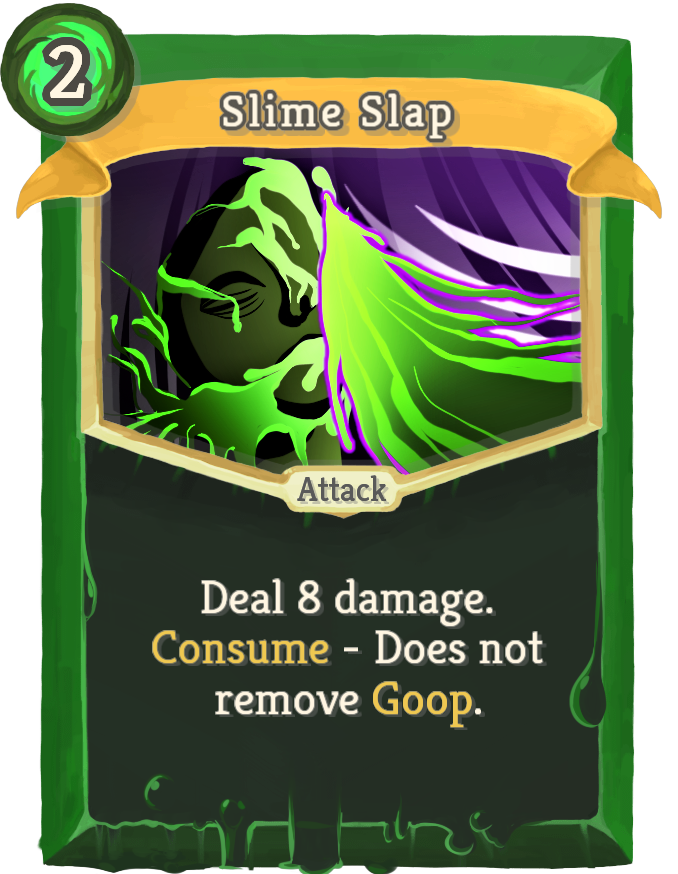 2
Slime Slap
Attack
Deal 8 damage.
Consume - Does not
remove Goop.